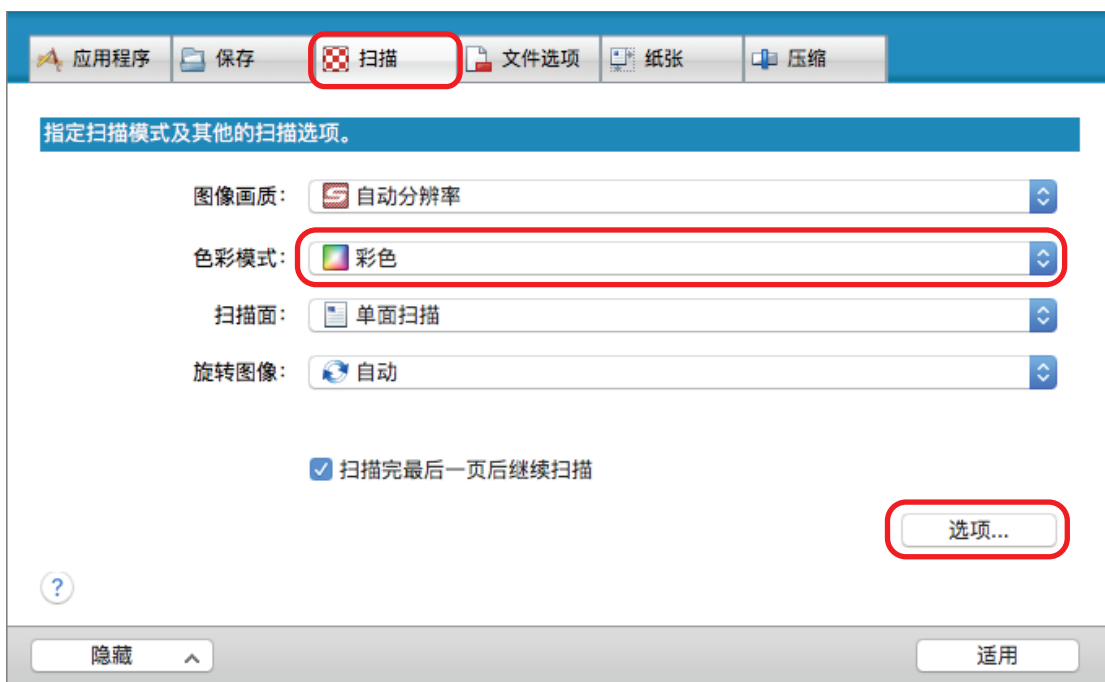 应用程序 保存 扫描 文件选项 纸张 压缩
指定扫描模式及其他的扫描选项。
图像画质： 自动分辨率
色彩模式： 彩色
扫描面： 单面扫描
旋转图像： 自动
扫描完最后一页后继续扫描
选项...
?
隐藏 适用